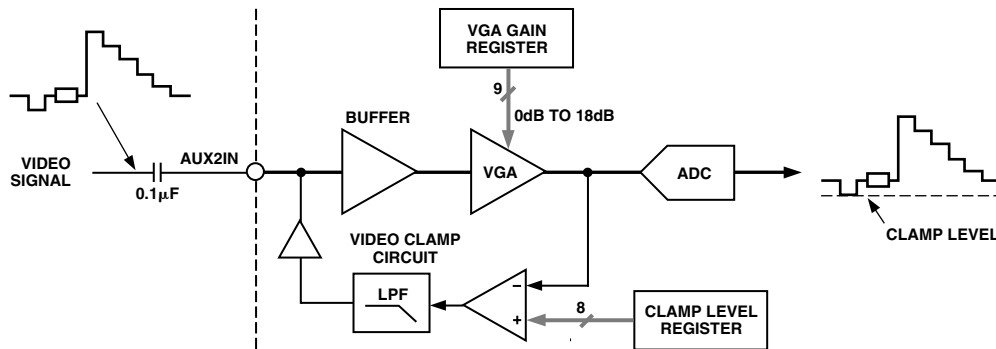 VGA GAIN
REGISTER
9
0dB TO 18dB
BUFFER
VIDEO
SIGNAL
AUX2IN
0.1µF
VGA
ADC
CLAMP LEVEL
VIDEO CLAMP
CIRCUIT
LPF
–
+
8
CLAMP LEVEL
REGISTER